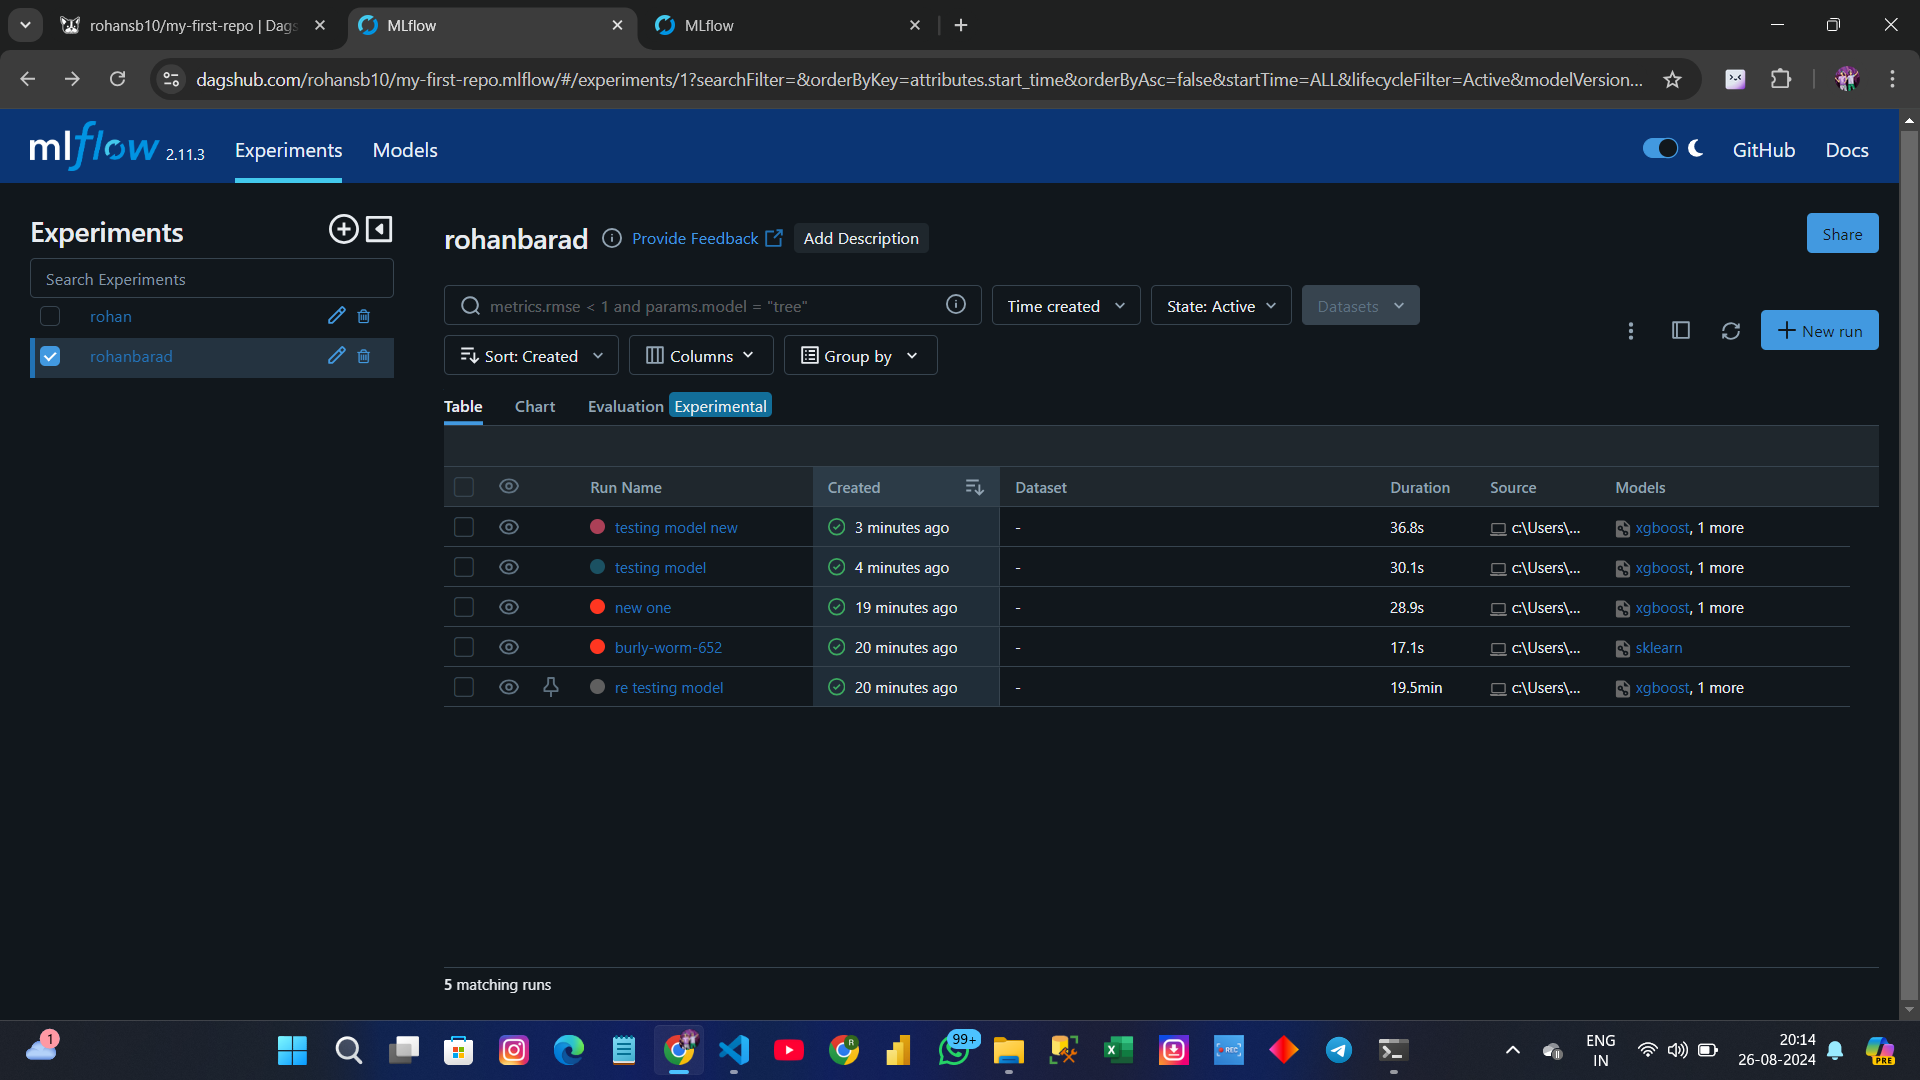 rohansb10/my-first-repo | Dags
MLflow
MLflow
dagshub.com/rohansb10/my-first-repo.mlflow/#/experiments/1?searchFilter=&orderByKey=attributes.start_time&orderByAsc=false&startTime=ALL&lifecycleFilter=Active&modelVersion...
mlflow 2.11.3 Experiments Models GitHub Docs
Experiments
Search Experiments
rohan
rohanbarad
rohanbarad Provide Feedback Add Description Share
metrics.rmse < 1 and params.model = "tree" Time created State: Active Datasets
Sort: Created Columns Group by
New run
Table Chart Evaluation Experimental
Run Name Created Dataset Duration Source Models
testing model new 3 minutes ago - 36.8s c:\Users\... xgboost, 1 more
testing model 4 minutes ago - 30.1s c:\Users\... xgboost, 1 more
new one 19 minutes ago - 28.9s c:\Users\... xgboost, 1 more
burly-worm-652 20 minutes ago - 17.1s c:\Users\... sklearn
re testing model 20 minutes ago - 19.5min c:\Users\... xgboost, 1 more
5 matching runs
1
R
99+
REC
ENG
IN
20:14
26-08-2024
PRE